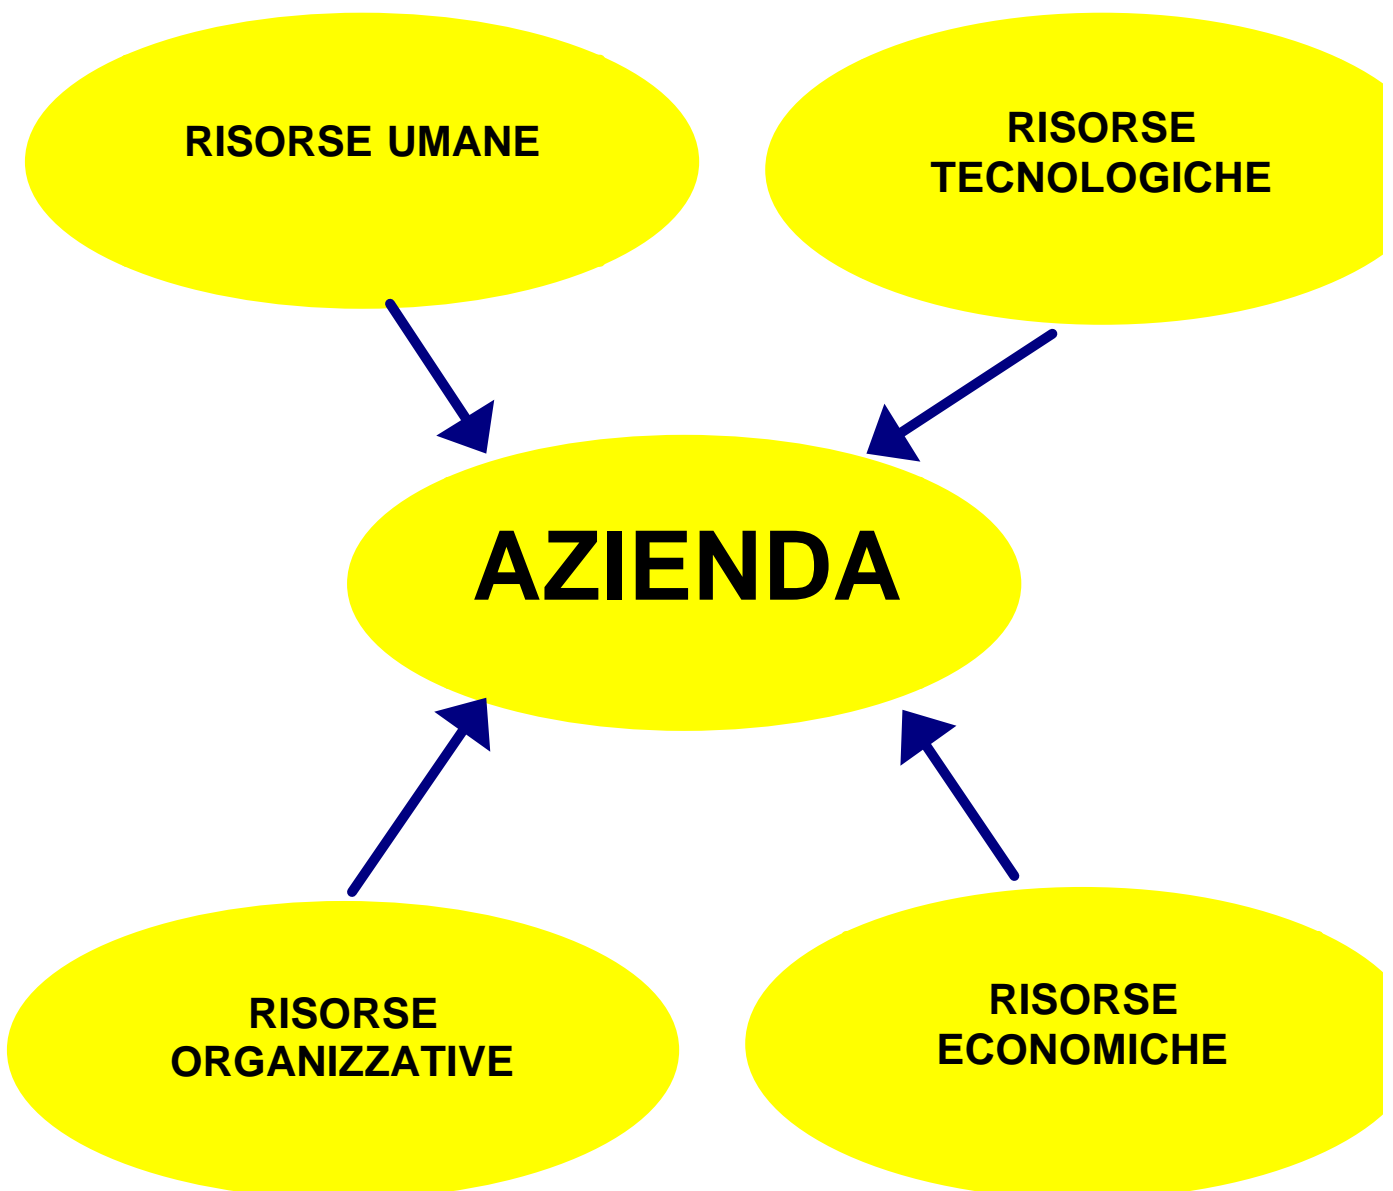 RISORSE UMANE
RISORSE
TECNOLOGICHE
AZIENDA
RISORSE
ORGANIZZATIVE
RISORSE
ECONOMICHE